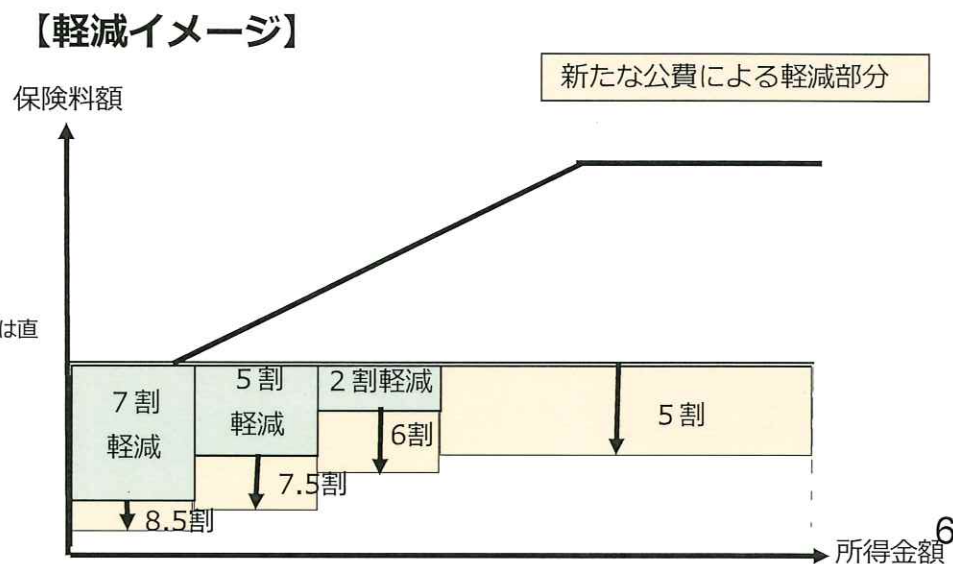 【軽減イメージ】
新たな公費による軽減部分
保険料額
は直
7割
軽減
5割
軽減
2割軽減
6割
5割
7.5割
8.5割
所得金額
6